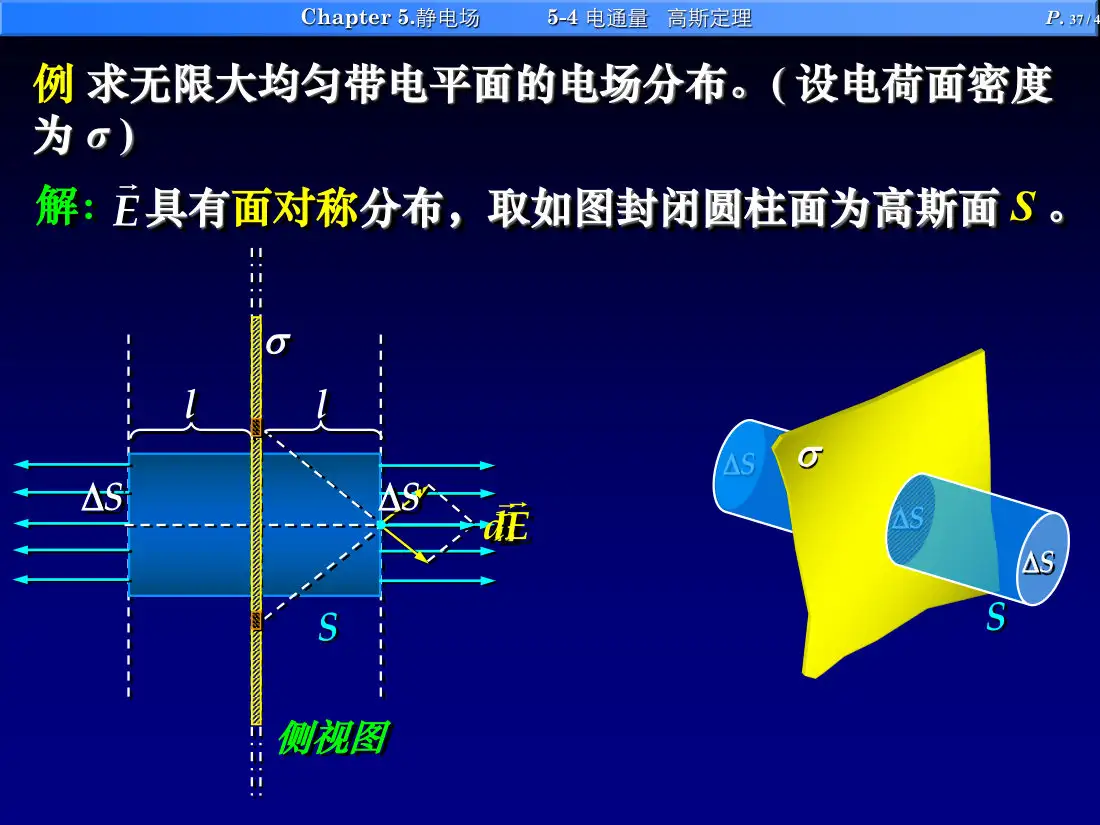 Chapter 5.静电场 5-4 电通量 高斯定理 P. 37 / 4
例 求无限大均匀带电平面的电场分布。( 设电荷面密度
为 σ )
解： E⃗ 具有面对称分布，取如图封闭圆柱面为高斯面 S 。
σ
l l
ΔS ΔS
dE⃗
S
侧视图
σ
ΔS
ΔS
ΔS
S